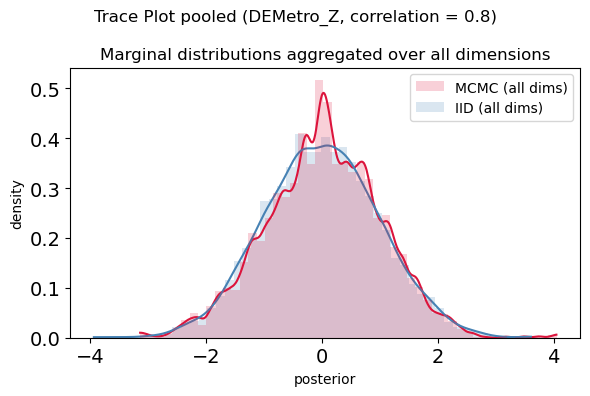 Trace Plot pooled (DEMetro_Z, correlation = 0.8)
Marginal distributions aggregated over all dimensions
MCMC (all dims)
IID (all dims)
density
0.5
0.4
0.3
0.2
0.1
0.0
−4 −2 0 2 4
posterior